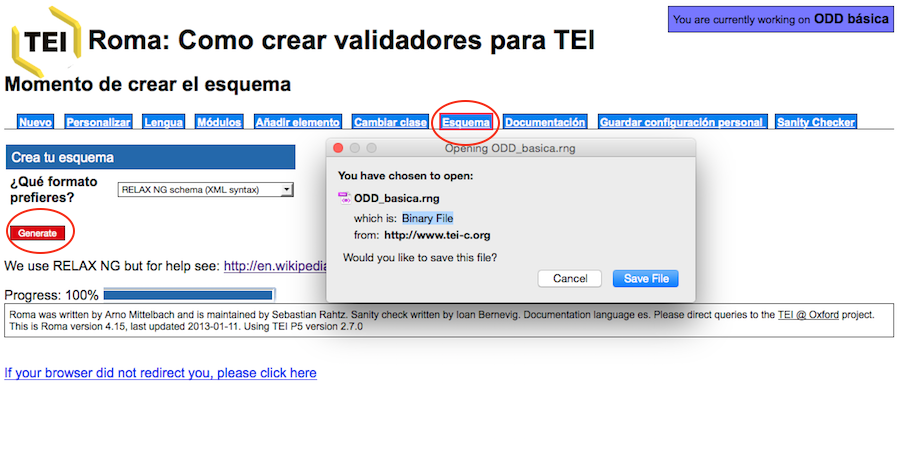 You are currently working on ODD básica
TEI Roma: Como crear validadores para TEI
Momento de crear el esquema
Nuevo Personalizar Lengua Módulos Añadir elemento Cambiar clase Esquema Documentación Guardar configuración personal Sanity Checker
Opening ODD_basica.rng
Crea tu esquema
You have chosen to open:
¿Qué formato prefieres?
RELAX NG schema (XML syntax)
ODD_basica.rng
which is: Binary File
from: http://www.tei-c.org
Generate
Would you like to save this file?
We use RELAX NG but for help see: http://en.wikipedia
Cancel Save File
Progress: 100%
Roma was written by Arno Mittelbach and is maintained by Sebastian Rahtz. Sanity check written by Ioan Bernevig. Documentation language es. Please direct queries to the TEI @ Oxford project.
This is Roma version 4.15, last updated 2013-01-11. Using TEI P5 version 2.7.0
If your browser did not redirect you, please click here